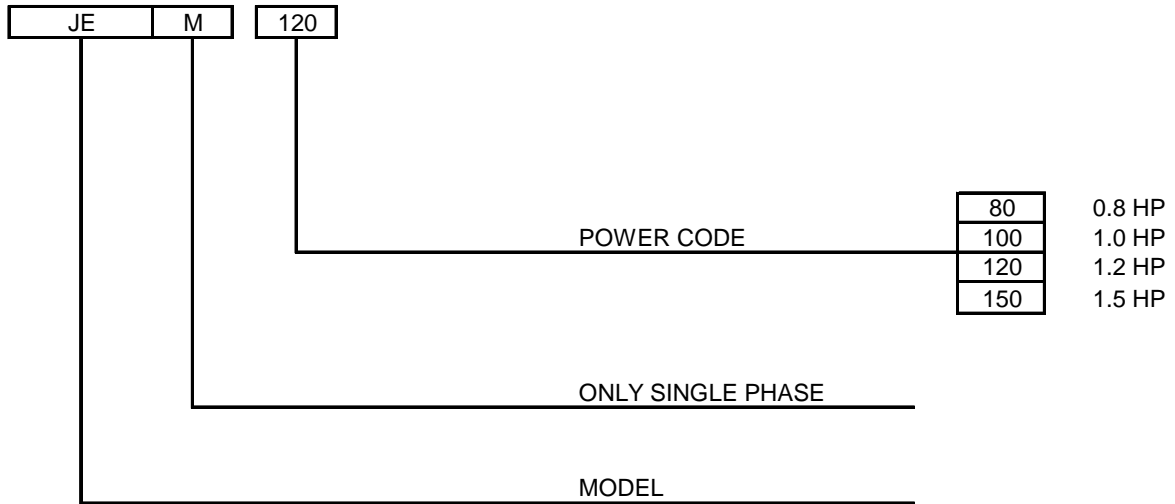 JE M 120
80 0.8 HP
POWER CODE 100 1.0 HP
120 1.2 HP
150 1.5 HP
ONLY SINGLE PHASE
MODEL